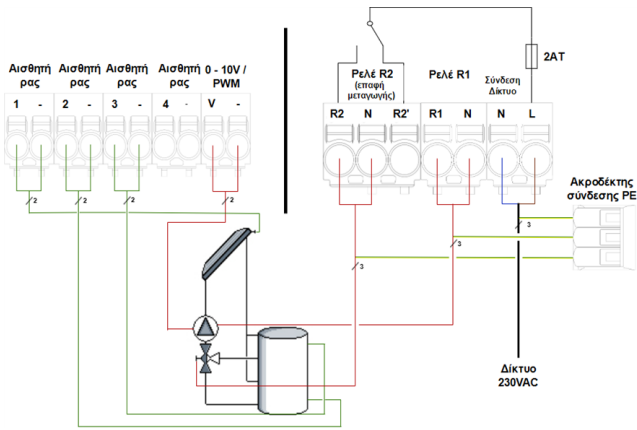 Αισθητή
ρας
Αισθητή
ρας
Αισθητή
ρας
Αισθητή
ρας
0 - 10V /
PWM
1 - 2 - 3 - 4 - V -
2 2 2 2
Ρελέ R2
(επαφή
μεταγωγής)
Ρελέ R1
Σύνδεση
Δίκτυο
2AT
R2 N R2' R1 N N L
Ακροδέκτης
σύνδεσης PE
3
3
3
Δίκτυο
230VAC